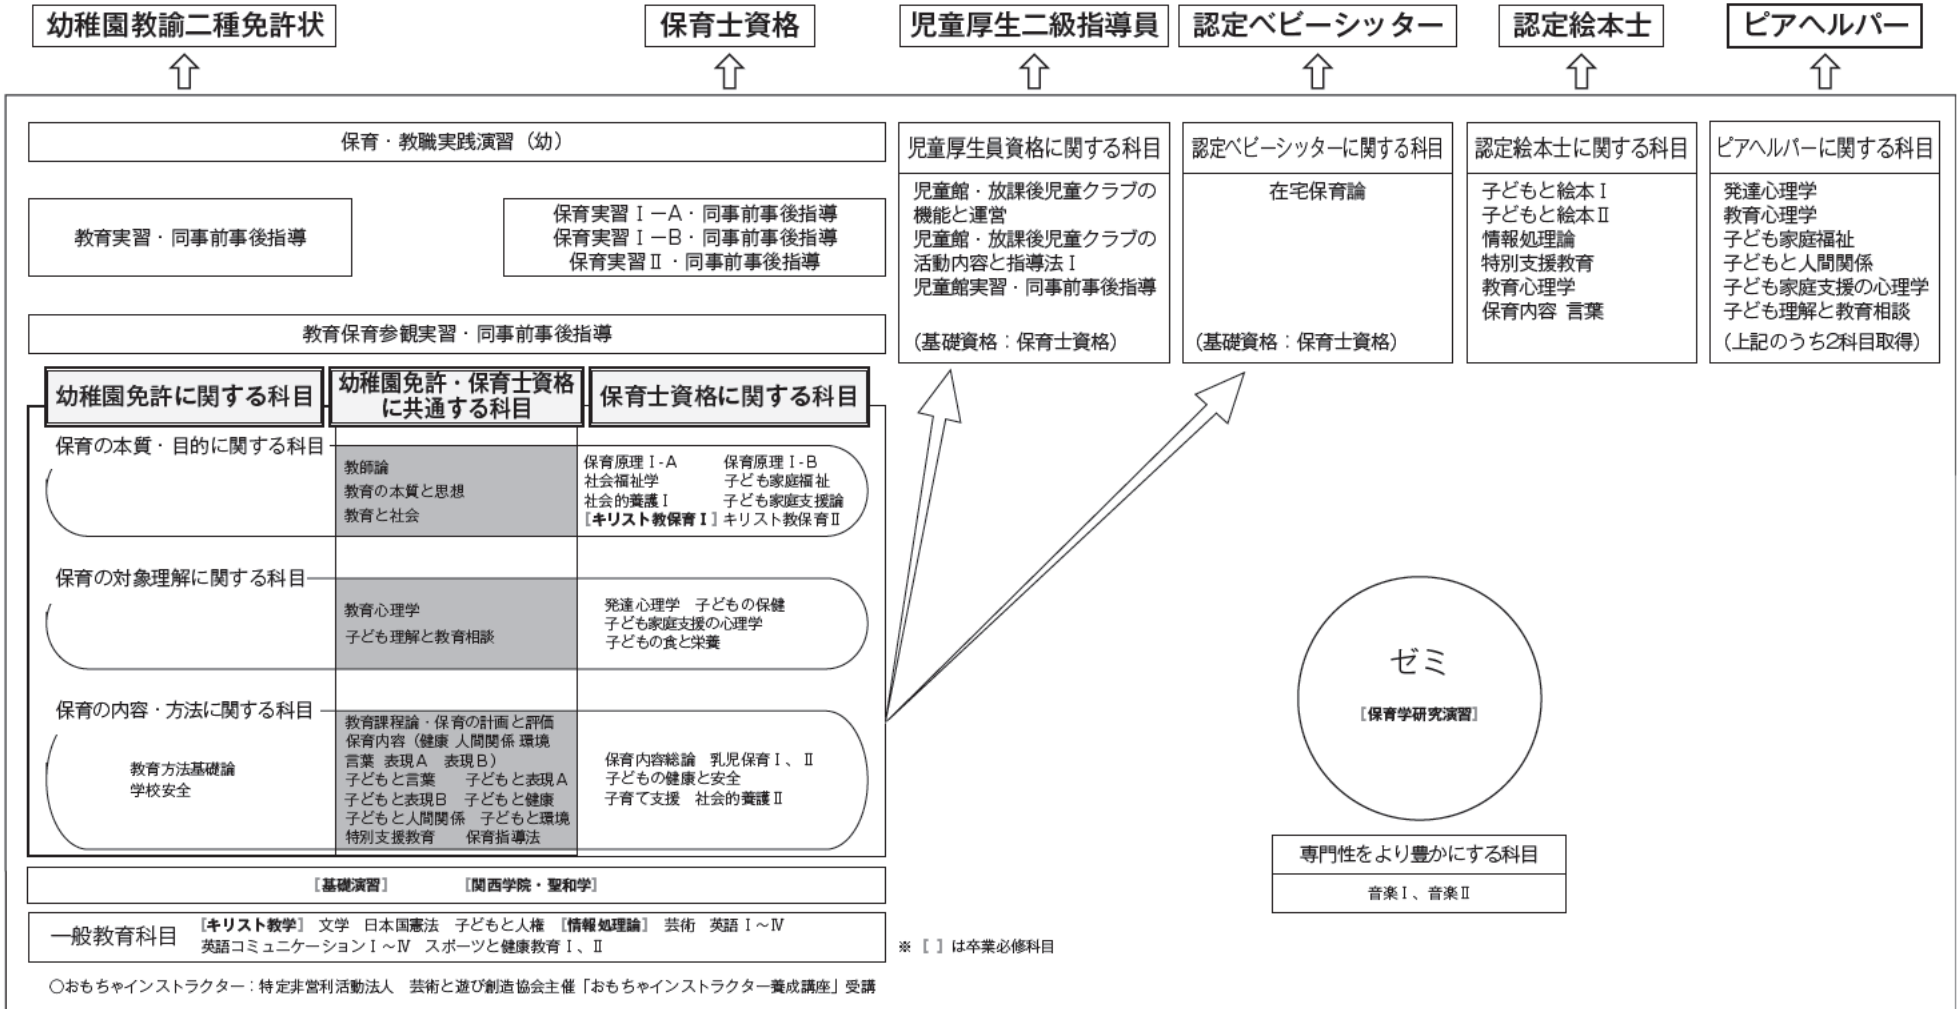 幼稚園教諭二種免許状
保育士資格
児童厚生二級指導員
認定ベビーシッター
認定絵本士
ピアヘルパー
保育・教職実践演習(幼)
教育実習・同事前事後指導
保育実習Ⅰ－A・同事前事後指導
保育実習Ⅰ－B・同事前事後指導
保育実習Ⅱ・同事前事後指導
教育保育参観実習・同事前事後指導
児童厚生員資格に関する科目
児童館・放課後児童クラブの
機能と運営
児童館・放課後児童クラブの
活動内容と指導法Ⅰ
児童館実習・同事前事後指導
(基礎資格：保育士資格)
認定ベビーシッターに関する科目
在宅保育論
(基礎資格：保育士資格)
認定絵本士に関する科目
子どもと絵本Ⅰ
子どもと絵本Ⅱ
情報処理論
特別支援教育
教育心理学
保育内容 言葉
ピアヘルパーに関する科目
発達心理学
教育心理学
子ども家庭福祉
子どもと人間関係
子ども家庭支援の心理学
子ども理解と教育相談
(上記のうち2科目取得)
幼稚園免許に関する科目
幼稚園免許・保育士資格
に共通する科目
保育士資格に関する科目
保育の本質・目的に関する科目
教師論
教育の本質と思想
教育と社会
保育原理Ⅰ-A 保育原理Ⅰ-B
社会福祉学 子ども家庭福祉
社会的養護Ⅰ 子ども家庭支援論
[キリスト教保育Ⅰ] キリスト教保育Ⅱ
保育の対象理解に関する科目
教育心理学
子ども理解と教育相談
発達心理学 子どもの保健
子ども家庭支援の心理学
子どもの食と栄養
保育の内容・方法に関する科目
教育方法基礎論
学校安全
教育課程論・保育の計画と評価
保育内容（健康 人間関係 環境
言葉 表現A 表現B）
子どもと言葉 子どもと表現A
子どもと表現B 子どもと健康
子どもと人間関係 子どもと環境
特別支援教育 保育指導法
保育内容総論 乳児保育Ⅰ、Ⅱ
子どもの健康と安全
子育て支援 社会的養護Ⅱ
ゼミ
[保育学研究演習]
専門性をより豊かにする科目
音楽Ⅰ、音楽Ⅱ
[基礎演習] [関西学院・聖和学]
一般教育科目
[キリスト教学] 文学 日本国憲法 子どもと人権 [情報処理論] 芸術 英語Ⅰ～Ⅳ
英語コミュニケーションⅠ～Ⅳ スポーツと健康教育Ⅰ、Ⅱ
※[ ]は卒業必修科目
○おもちゃインストラクター：特定非営利活動法人 芸術と遊び創造協会主催「おもちゃインストラクター養成講座」受講